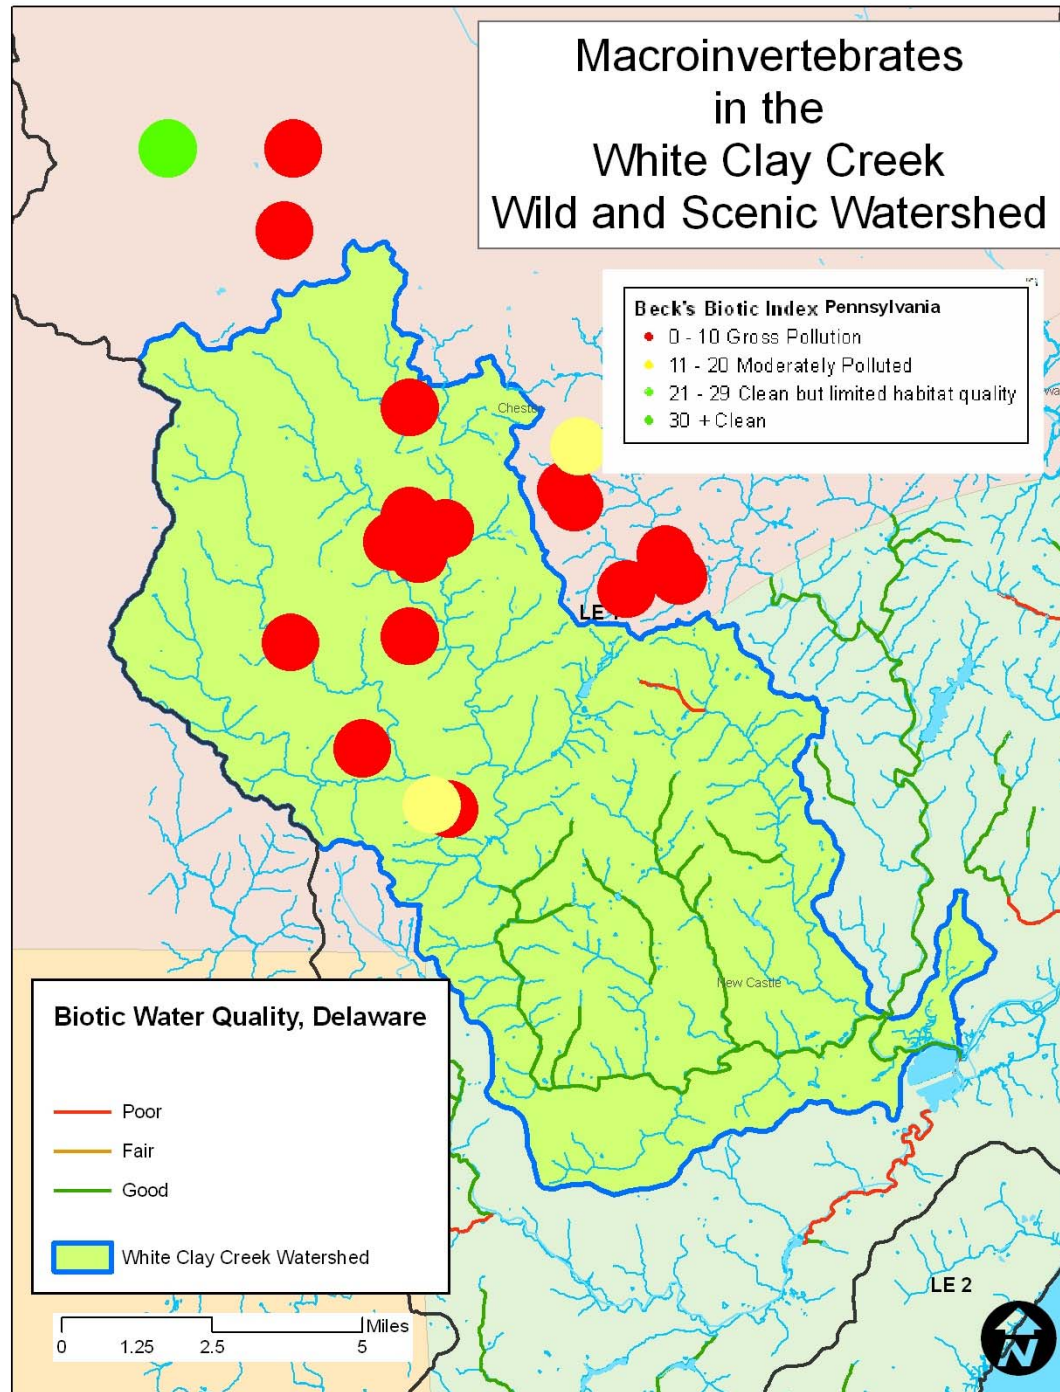 Macroinvertebrates
in the
White Clay Creek
Wild and Scenic Watershed
Beck's Biotic Index Pennsylvania
0 - 10 Gross Pollution
11 - 20 Moderately Polluted
21 - 29 Clean but limited habitat quality
30 + Clean
Chester
LE
New Castle
Biotic Water Quality, Delaware
Poor
Fair
Good
White Clay Creek Watershed
Miles
0 1.25 2.5 5
LE 2
N